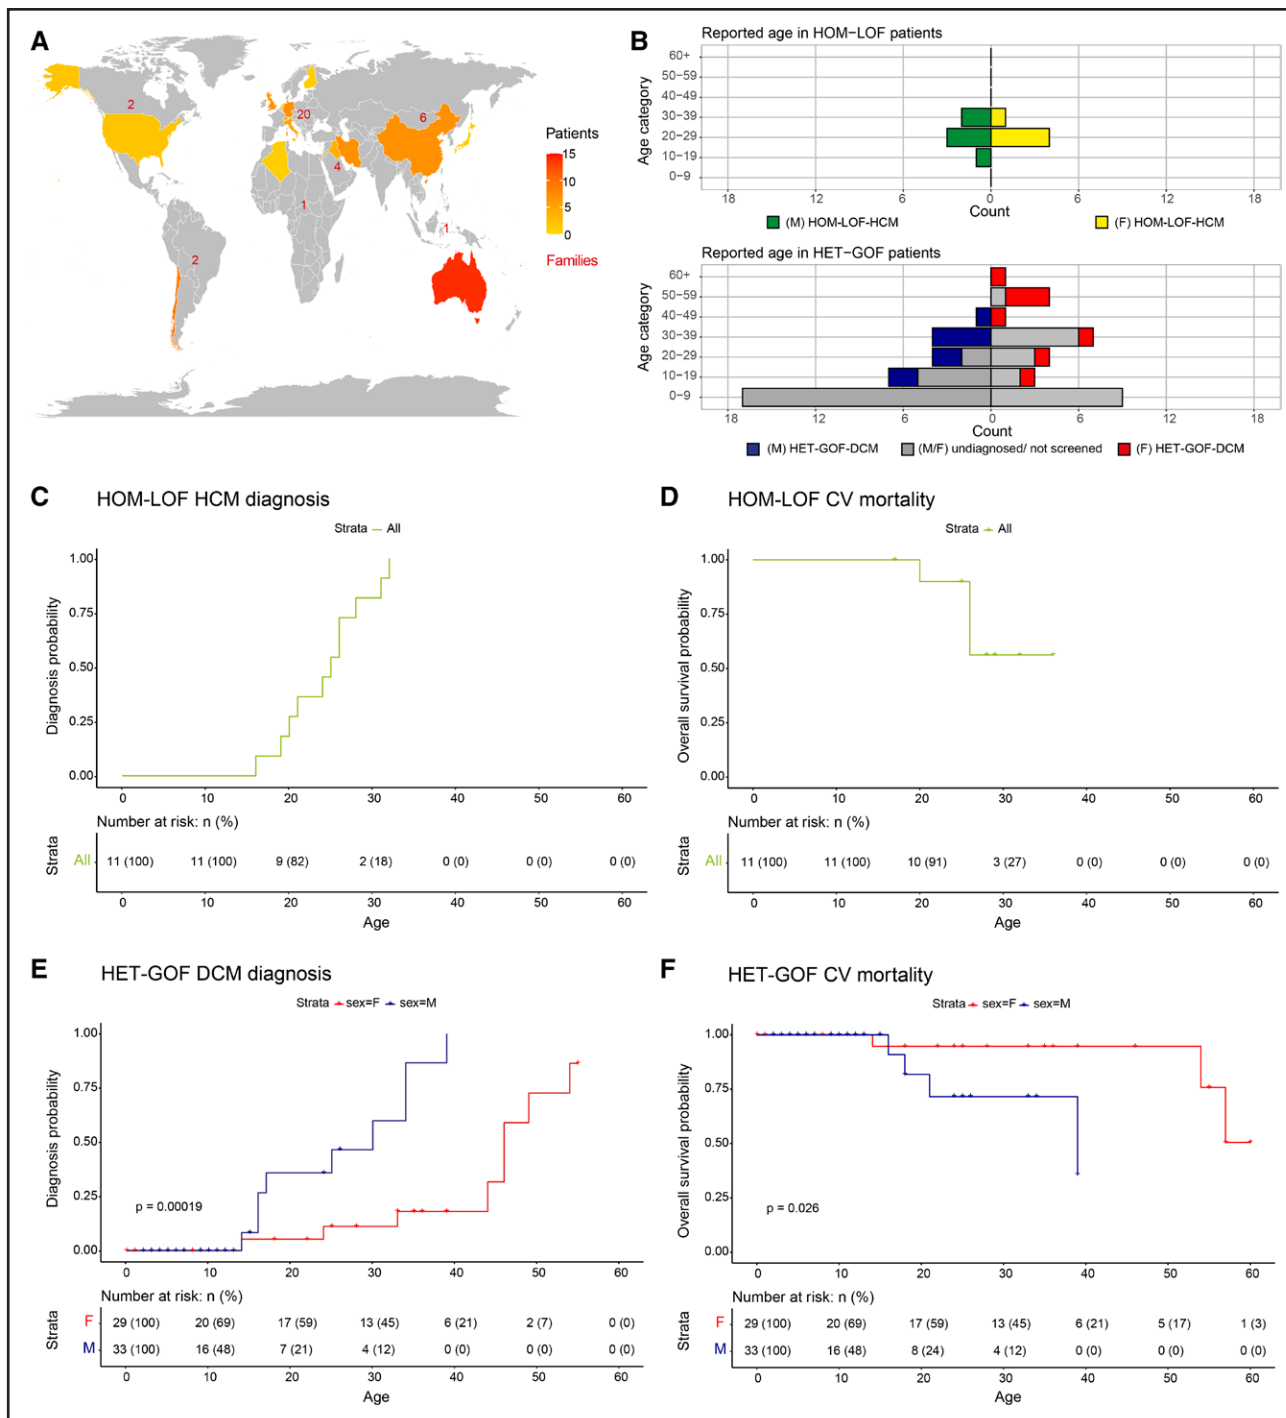 A
2
20
6
4
1
1
2
Patients
15
10
5
0
Families
B
Reported age in HOM−LOF patients
Age category
60+
50−59
40−49
30−39
20−29
10−19
0−9
18 12 6 0 6 12 18
Count
(M) HOM-LOF-HCM (F) HOM-LOF-HCM
Reported age in HET−GOF patients
Age category
60+
50−59
40−49
30−39
20−29
10−19
0−9
18 6 0 6 12 18
Count
(M) HET-GOF-DCM (M/F) undiagnosed/ not screened (F) HET-GOF-DCM
C HOM-LOF HCM diagnosis
Strata All
Diagnosis probability
1.00
0.75
0.50
0.25
0.00
0 10 20 30 40 50 60
Number at risk: n (%)
Strata
All 11 (100) 11 (100) 9 (82) 2 (18) 0 (0) 0 (0) 0 (0)
0 10 20 30 40 50 60
Age
D HOM-LOF CV mortality
Strata All
Overall survival probability
1.00
0.75
0.50
0.25
0.00
0 10 20 30 40 50 60
Number at risk: n (%)
Strata
All 11 (100) 11 (100) 10 (91) 3 (27) 0 (0) 0 (0) 0 (0)
0 10 20 30 40 50 60
Age
E HET-GOF DCM diagnosis
Strata sex=F sex=M
Diagnosis probability
1.00
0.75
0.50
0.25
0.00
p = 0.00019
0 10 20 30 40 50 60
Number at risk: n (%)
Strata
F 29 (100) 20 (69) 17 (59) 13 (45) 6 (21) 2 (7) 0 (0)
M 33 (100) 16 (48) 7 (21) 4 (12) 0 (0) 0 (0) 0 (0)
0 10 20 30 40 50 60
Age
F HET-GOF CV mortality
Strata sex=F sex=M
Overall survival probability
1.00
0.75
0.50
0.25
0.00
p = 0.026
0 10 20 30 40 50 60
Number at risk: n (%)
Strata
F 29 (100) 20 (69) 17 (59) 13 (45) 6 (21) 5 (17) 1 (3)
M 33 (100) 16 (48) 8 (24) 4 (12) 0 (0) 0 (0) 0 (0)
0 10 20 30 40 50 60
Age